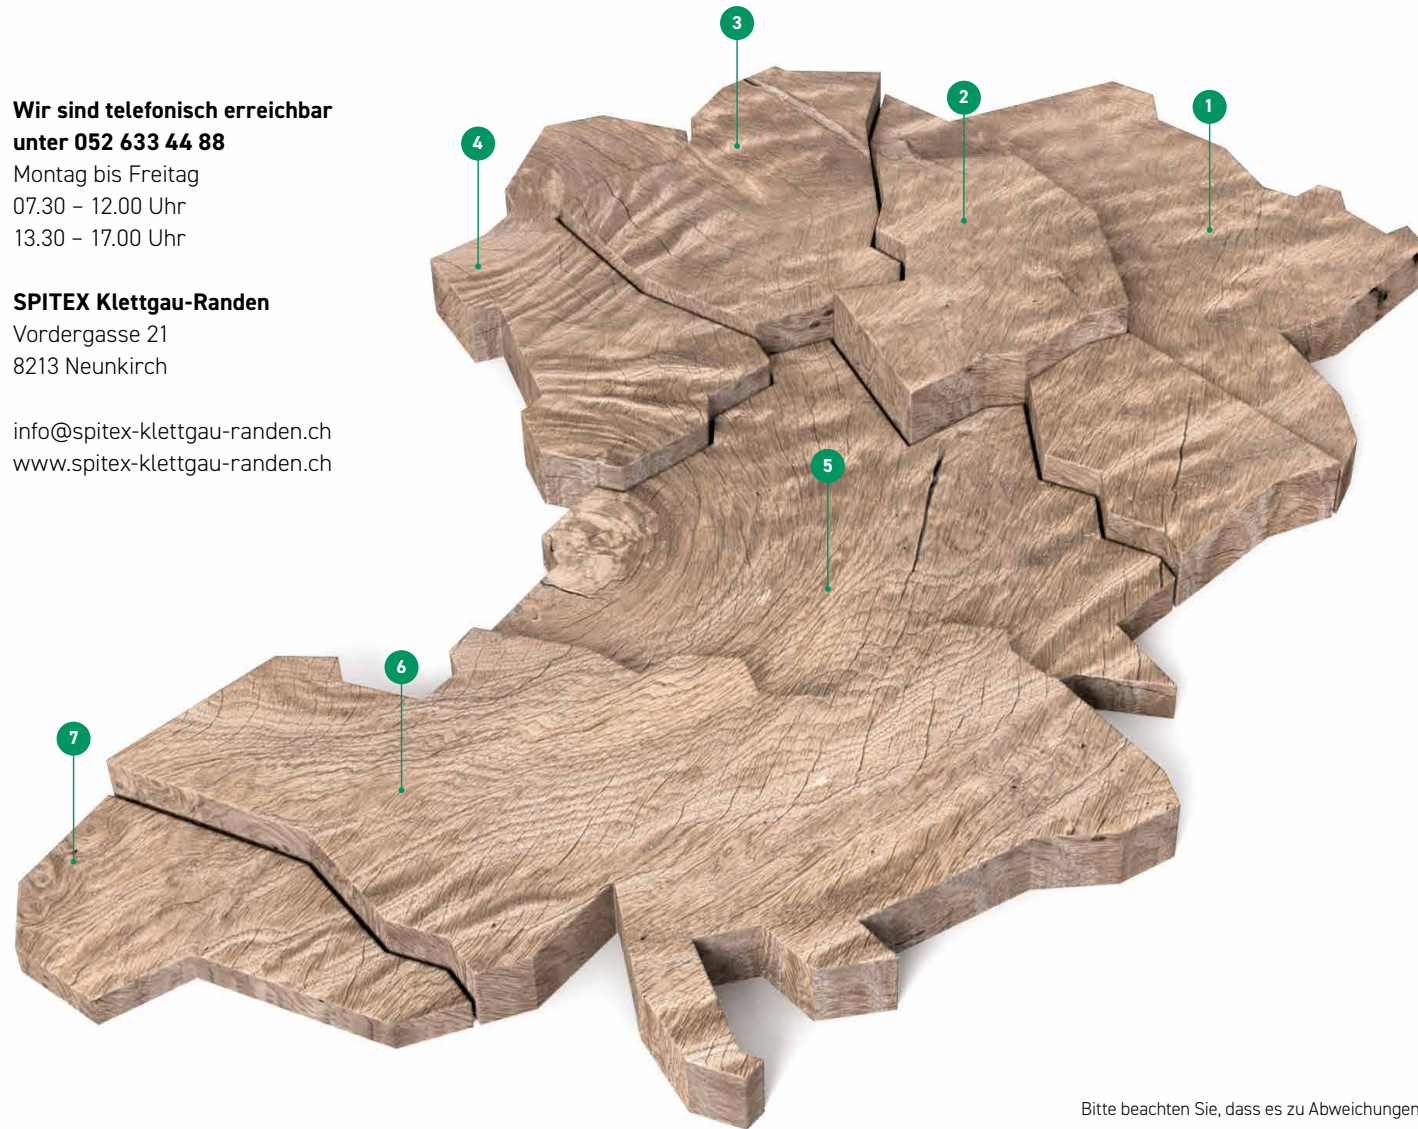 Wir sind telefonisch erreichbar
unter 052 633 44 88
Montag bis Freitag
07.30 – 12.00 Uhr
13.30 – 17.00 Uhr
SPITEX Klettgau-Randen
Vordergasse 21
8213 Neunkirch
info@spitex-klettgau-randen.ch
www.spitex-klettgau-randen.ch
3
2
1
4
5
6
7
Bitte beachten Sie, dass es zu Abweichungen